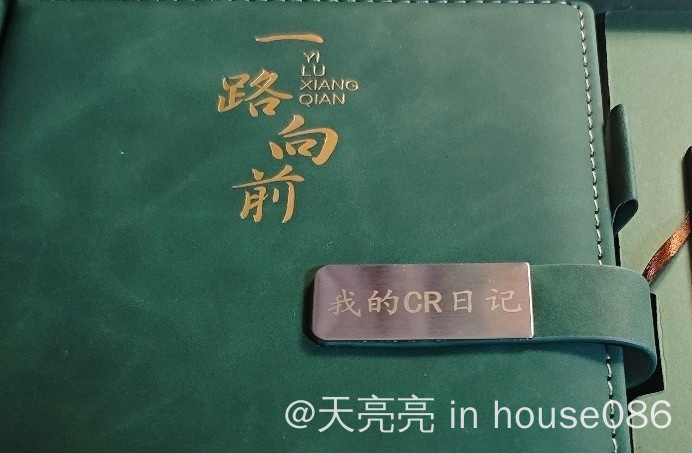 一
路
向
前
YI
LU
XIANG
QIAN
我的CR日记
@天亮亮 in house086